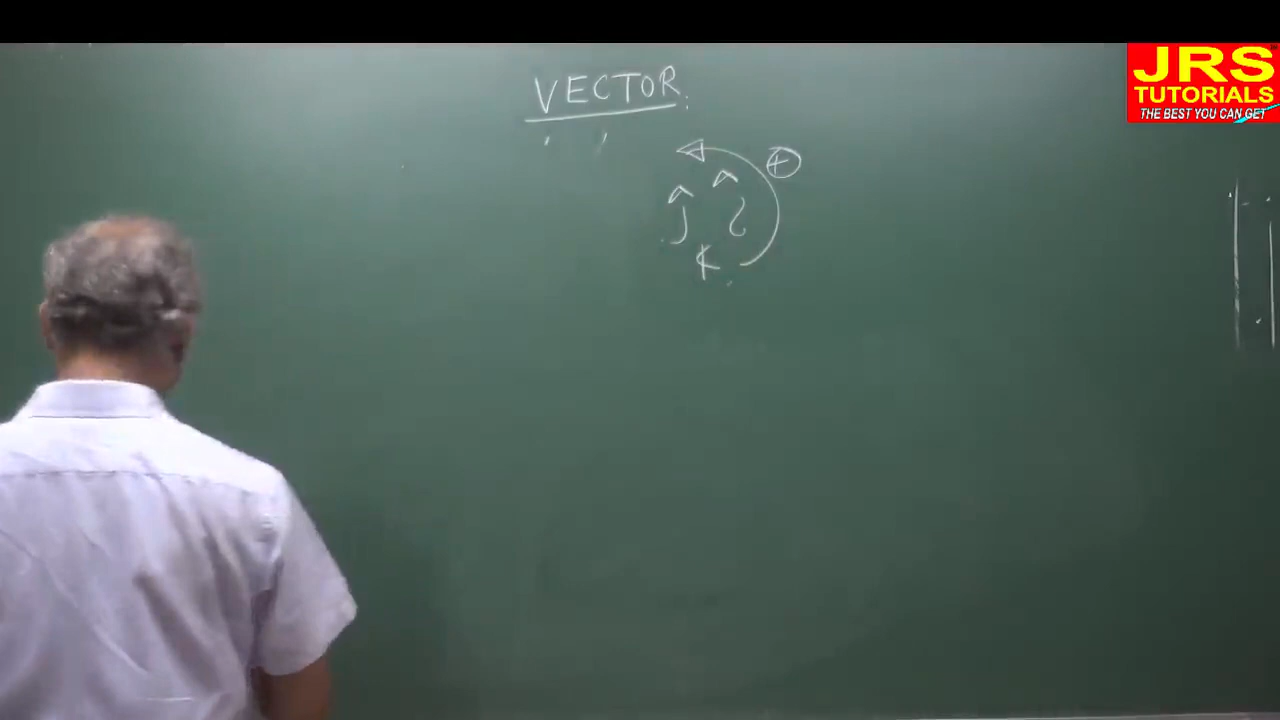 JRS
TUTORIALS
THE BEST YOU CAN GET
VECTOR
ĵ î
k
+